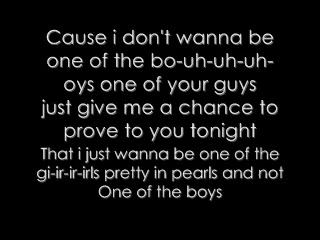 Cause i don't wanna be
one of the bo-uh-uh-uh-
oys one of your guys
just give me a chance to
prove to you tonight
That i just wanna be one of the
gi-ir-ir-irls pretty in pearls and not
One of the boys